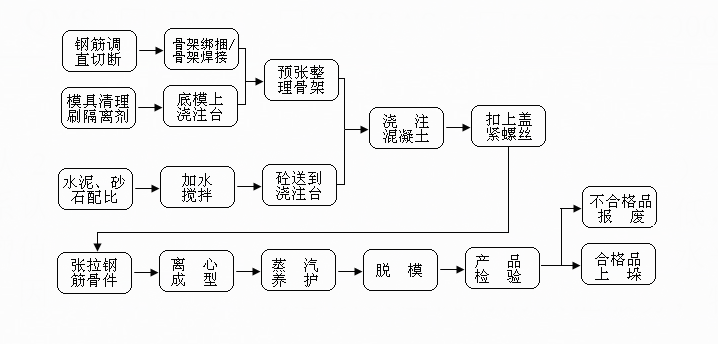 钢筋调
直切断
骨架绑捆/
骨架焊接
模具清理
刷隔离剂
底模上
浇注台
预张整
理骨架
浇 注
混凝土
扣上盖
紧螺丝
水泥、砂
石配比
加水
搅拌
砼送到
浇注台
不合格品
报 废
张拉钢
筋骨件
离 心
成 型
蒸 汽
养 护
脱 模
产 品
检 验
合格品
上 垛